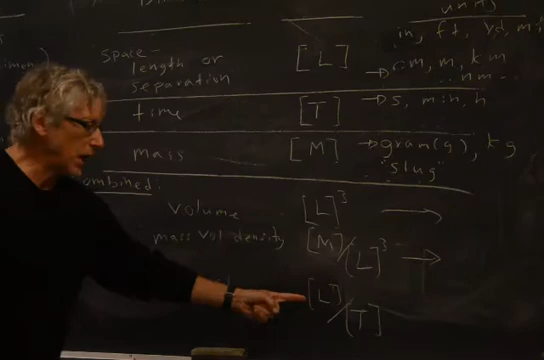 units
in, ft, yd, mi
space - [L]
length or → cm, m, km
separation ...nm...
time [T] → s, min, h
mass [M] → gram(g), kg
"slug"
combined.
volume [L]³ →
mass vol density [M]/[L]³ →
[L]/[T]